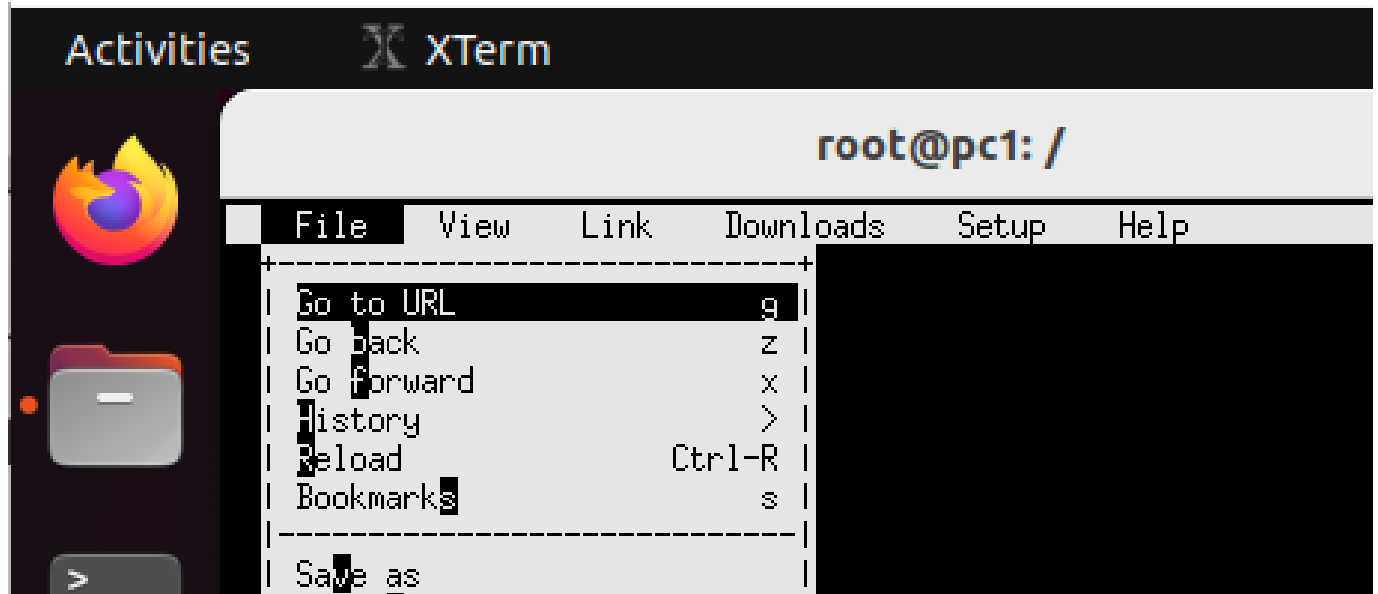 Activities XTerm
root@pc1: /
File View Link Downloads Setup Help
Go to URL g
Go back z
Go forward x
History >
Reload Ctrl-R
Bookmarks s
Save as